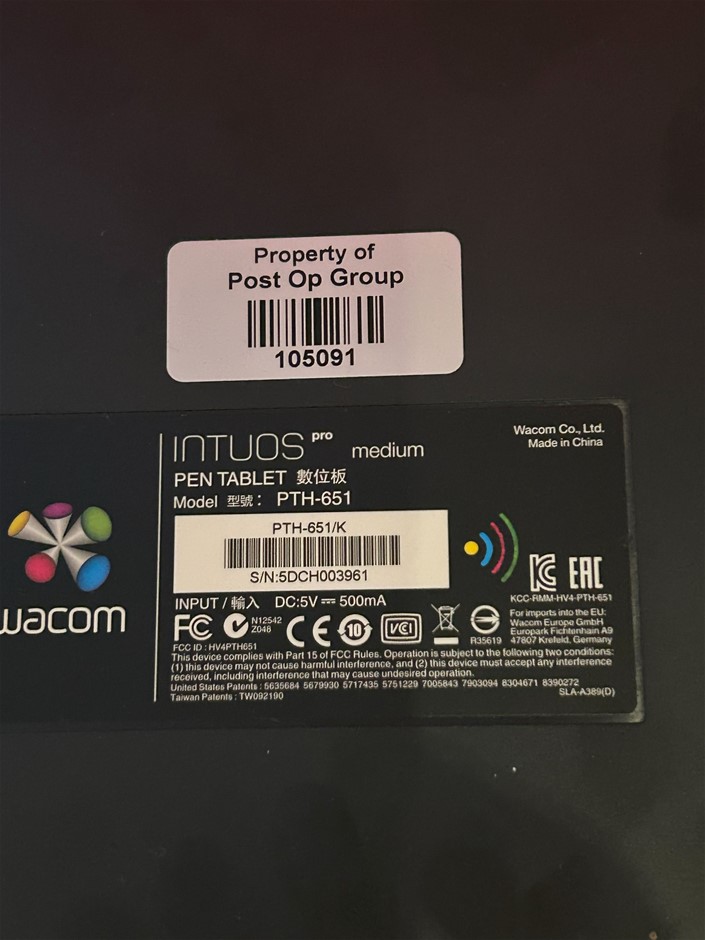 Property of
Post Op Group
105091
INTUOS pro medium
Wacom Co., Ltd.
Made in China
PEN TABLET 數位板
Model 型號： PTH-651
PTH-651/K
S/N:5DCH003961
KCC-RMM-HV4-PTH-651
wacom
INPUT / 輸入 DC:5V ⎓ 500mA
FC
N12542
Z048
CE
10
VCI
R35619
For imports into the EU:
Wacom Europe GmbH
Europark Fichtenhain A9
47807 Krefeld, Germany
FCC ID : HV4PTH651
This device complies with Part 15 of FCC Rules. Operation is subject to the following two conditions:
(1) this device may not cause harmful interference, and (2) this device must accept any interference
received, including interference that may cause undesired operation.
United States Patents : 5635684 5679930 5717435 5751229 7005843 7903094 8304671 8390272
Taiwan Patents : TW092190
SLA-A389(D)
EAC